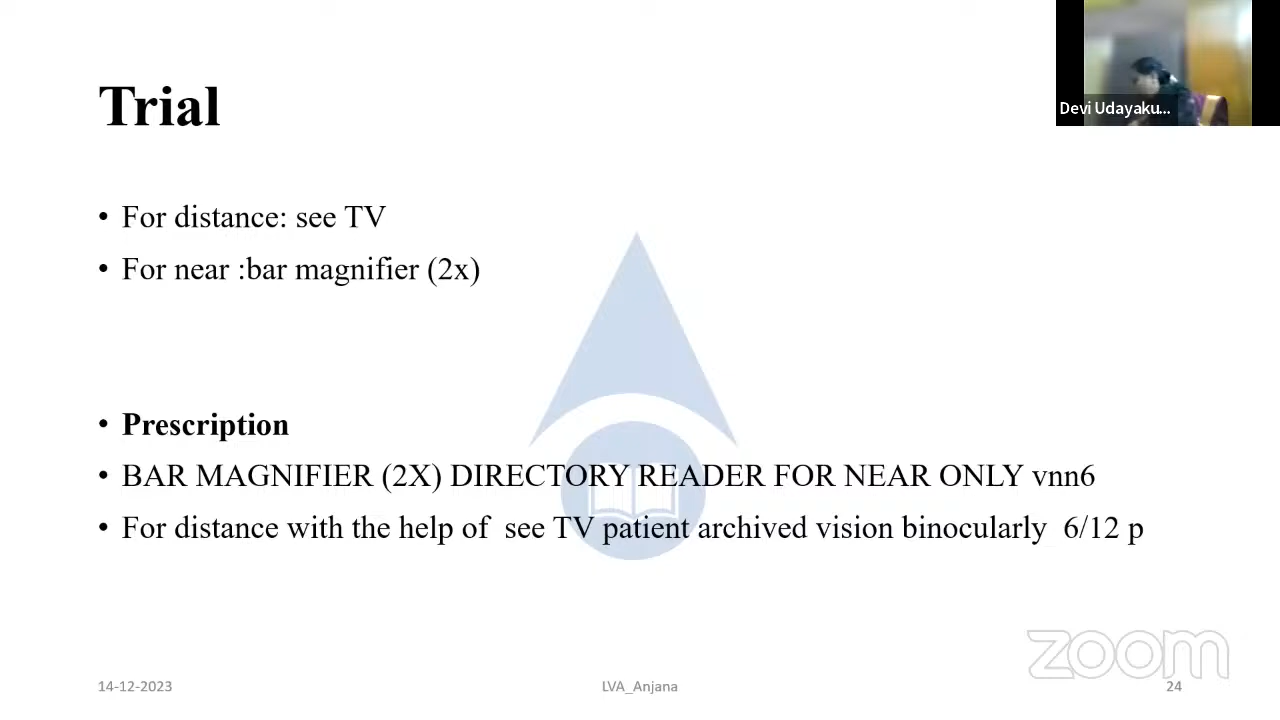 Devi Udayaku...
Trial
• For distance: see TV
• For near :bar magnifier (2x)
• Prescription
• BAR MAGNIFIER (2X) DIRECTORY READER FOR NEAR ONLY vnn6
• For distance with the help of  see TV patient archived vision binocularly  6/12 p
zoom
14-12-2023
LVA_Anjana
24